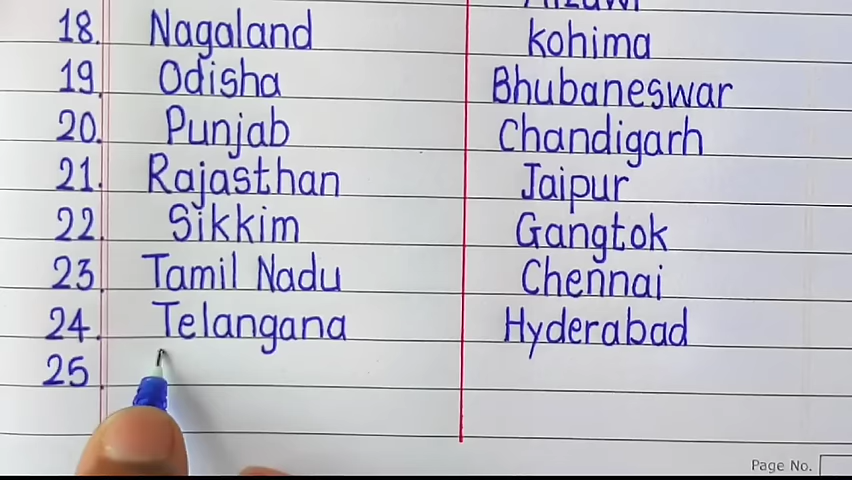 18. Nagaland Kohima
19. Odisha Bhubaneswar
20. Punjab Chandigarh
21. Rajasthan Jaipur
22. Sikkim Gangtok
23. Tamil Nadu Chennai
24. Telangana Hyderabad
25.
Page No.